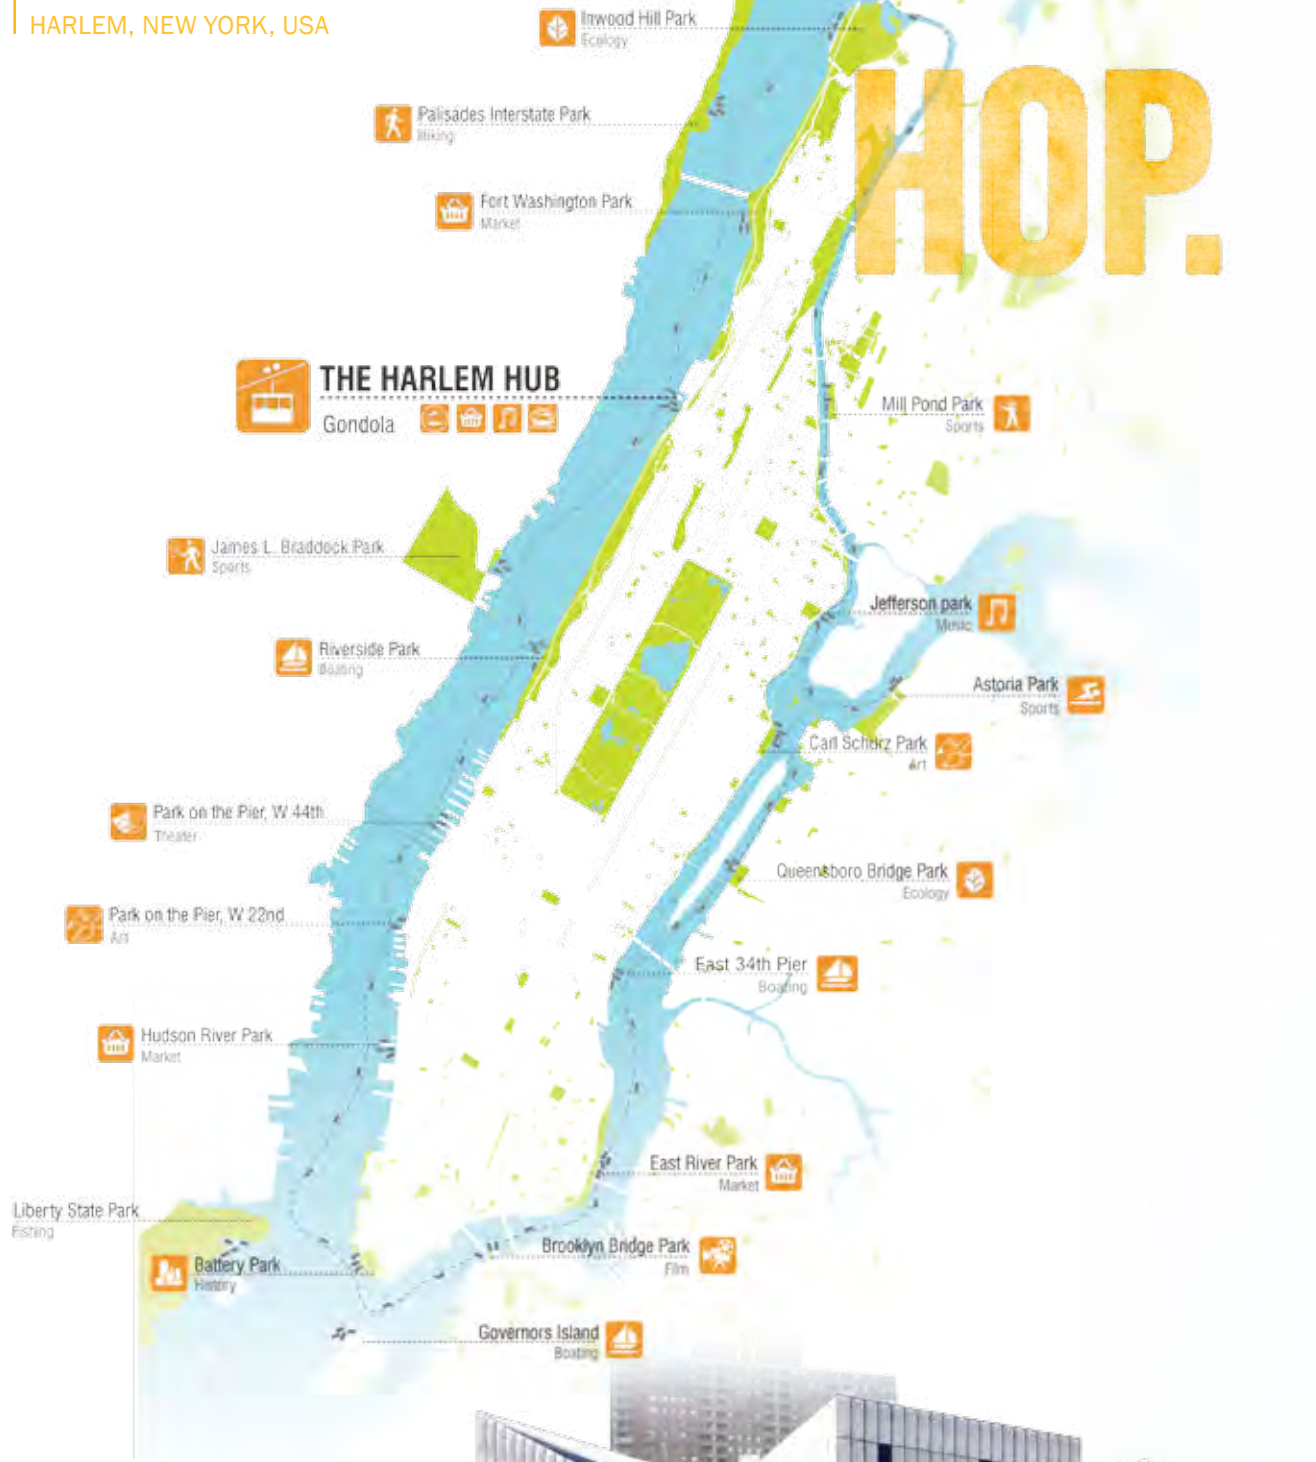 HARLEM, NEW YORK, USA
Inwood Hill Park
Ecology
HOP.
Palisades Interstate Park
Hiking
Fort Washington Park
Market
THE HARLEM HUB
Gondola
Mill Pond Park
Sports
James L. Braddock Park
Sports
Jefferson park
Music
Riverside Park
Boating
Astoria Park
Sports
Carl Schurz Park
Art
Park on the Pier, W 44th
Theater
Queensboro Bridge Park
Ecology
Park on the Pier, W 22nd
Art
East 34th Pier
Boating
Hudson River Park
Market
East River Park
Market
Liberty State Park
Fishing
Brooklyn Bridge Park
Film
Battery Park
History
Governors Island
Boating